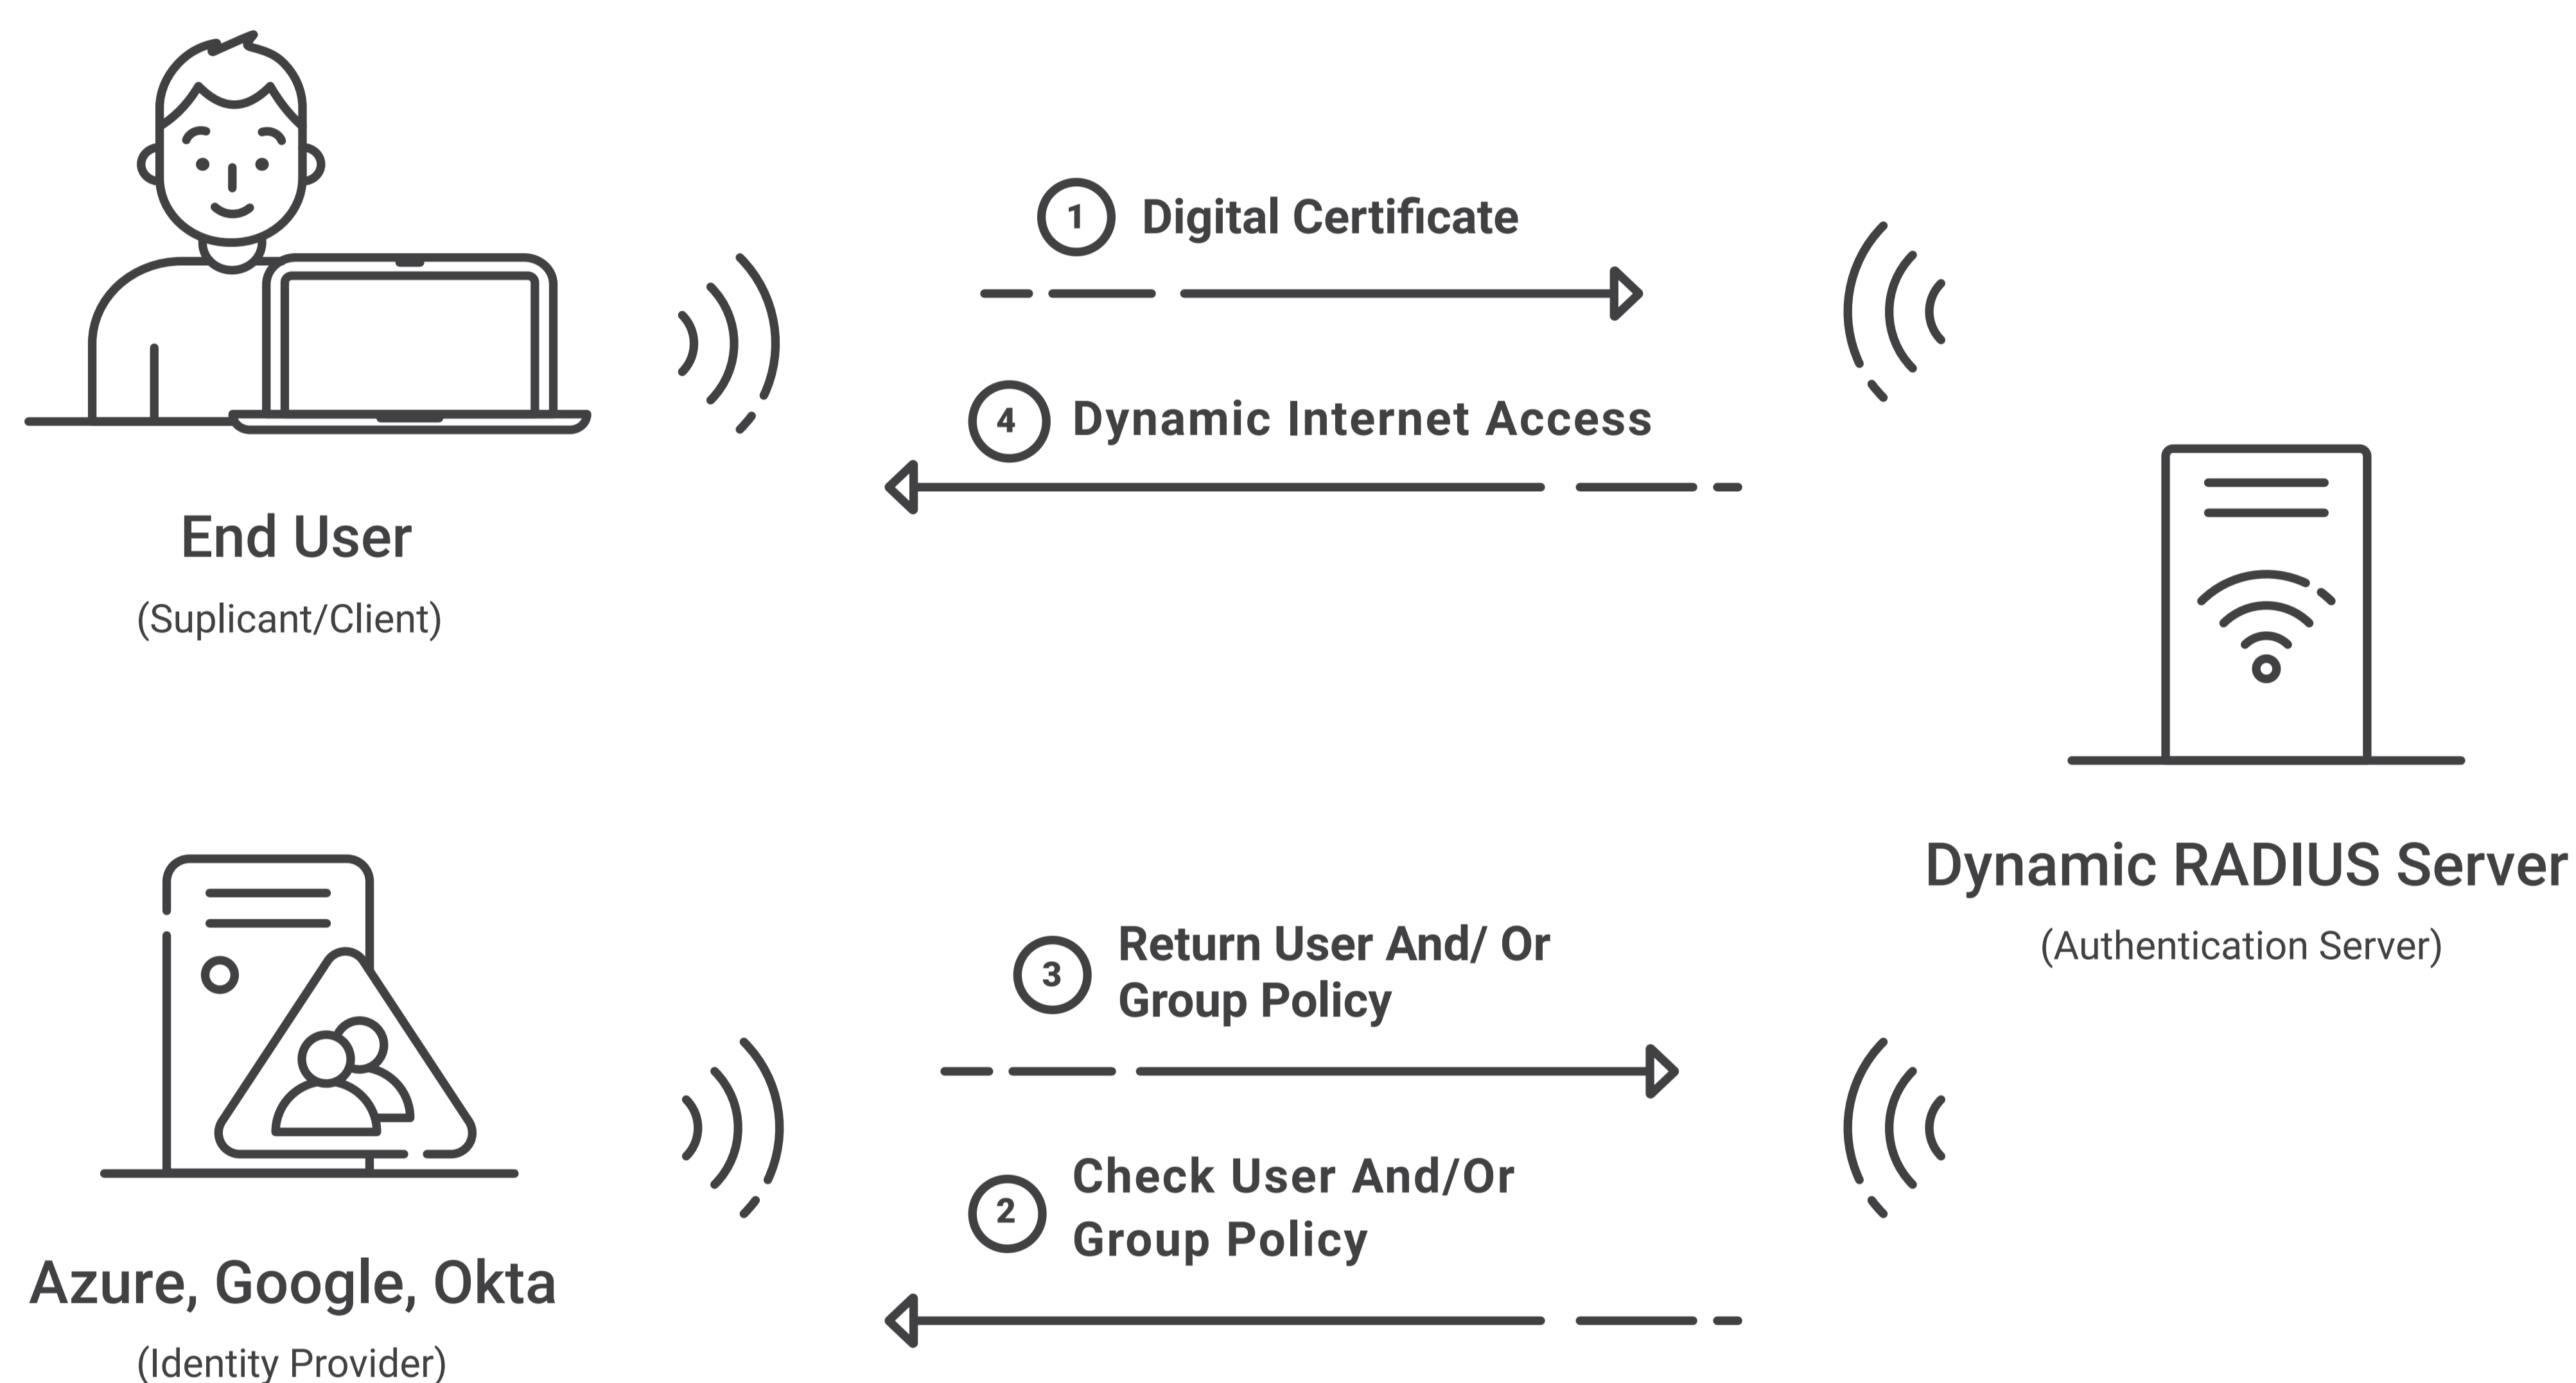 1 Digital Certificate
4 Dynamic Internet Access
End User
(Suplicant/Client)
Dynamic RADIUS Server
(Authentication Server)
3 Return User And/ Or
Group Policy
2 Check User And/Or
Group Policy
Azure, Google, Okta
(Identity Provider)